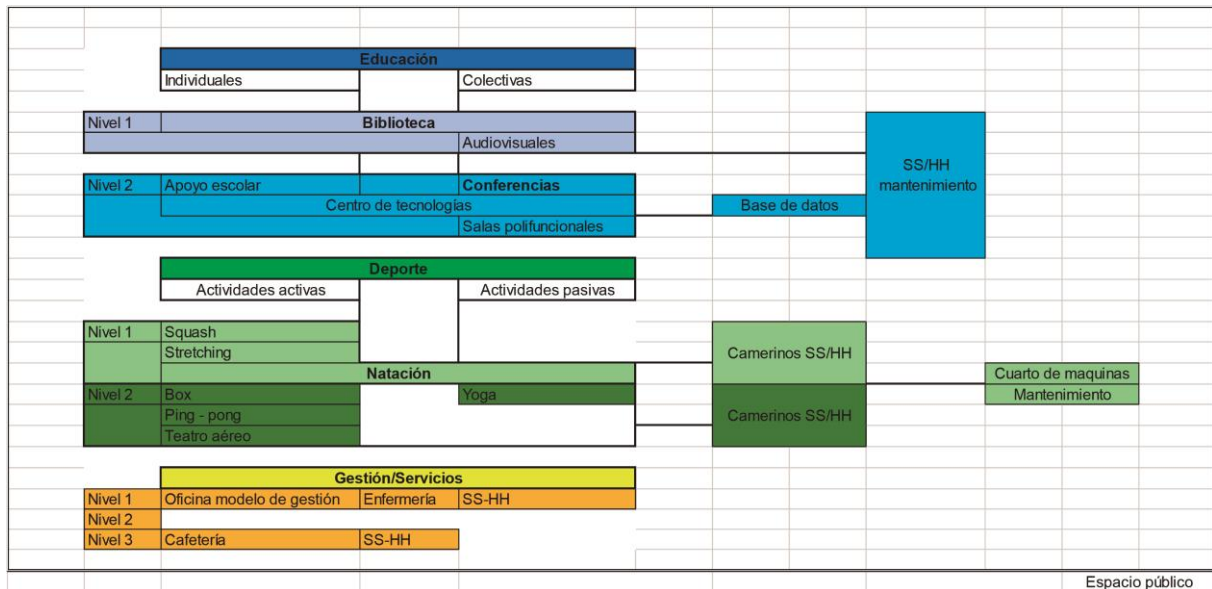 Educación
Individuales Colectivas
Nivel 1 Biblioteca
Audiovisuales
SS/HH
mantenimiento
Nivel 2 Apoyo escolar Conferencias
Centro de tecnologías Base de datos
Salas polifuncionales
Deporte
Actividades activas Actividades pasivas
Nivel 1 Squash
Stretching Camerinos SS/HH
Natación Cuarto de maquinas
Nivel 2 Box Yoga Mantenimiento
Ping - pong Camerinos SS/HH
Teatro aéreo
Gestión/Servicios
Nivel 1 Oficina modelo de gestión Enfermería SS-HH
Nivel 2
Nivel 3 Cafetería SS-HH
Espacio público